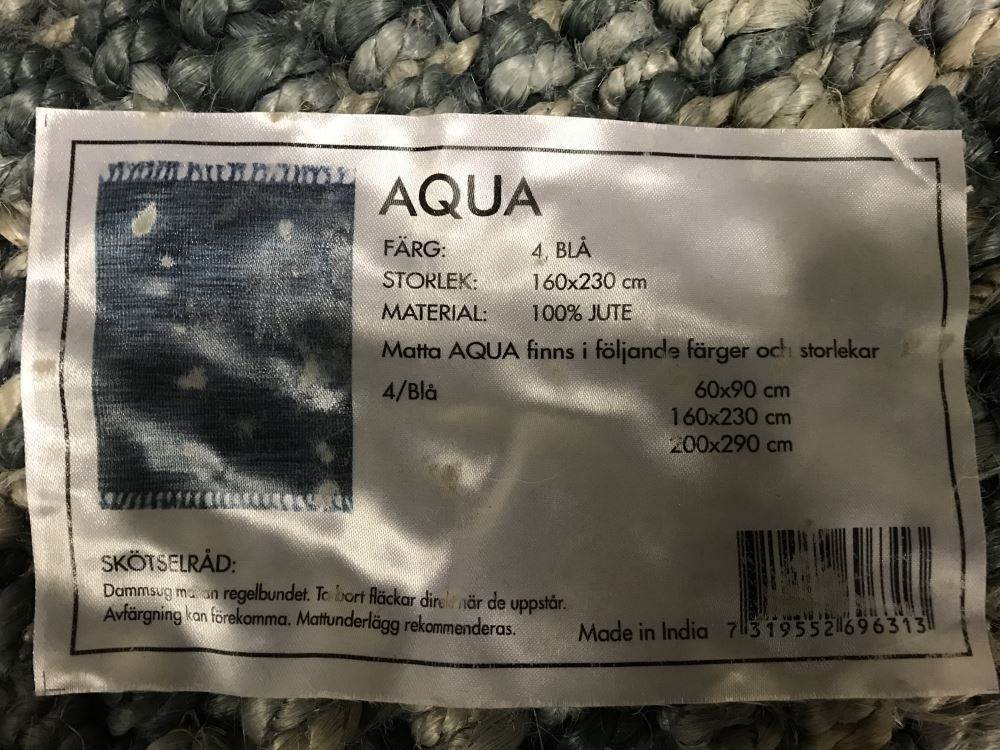 AQUA
FÄRG: 4, BLÅ
STORLEK: 160x230 cm
MATERIAL: 100% JUTE
Matta AQUA finns i följande färger och storlekar
4/Blå 60x90 cm
160x230 cm
200x290 cm
SKÖTSELRÅD:
Dammsug mattan regelbundet. Ta bort fläckar direkt när de uppstår.
Avfärgning kan förekomma. Mattunderlägg rekommenderas.
Made in India 7 319552 696313